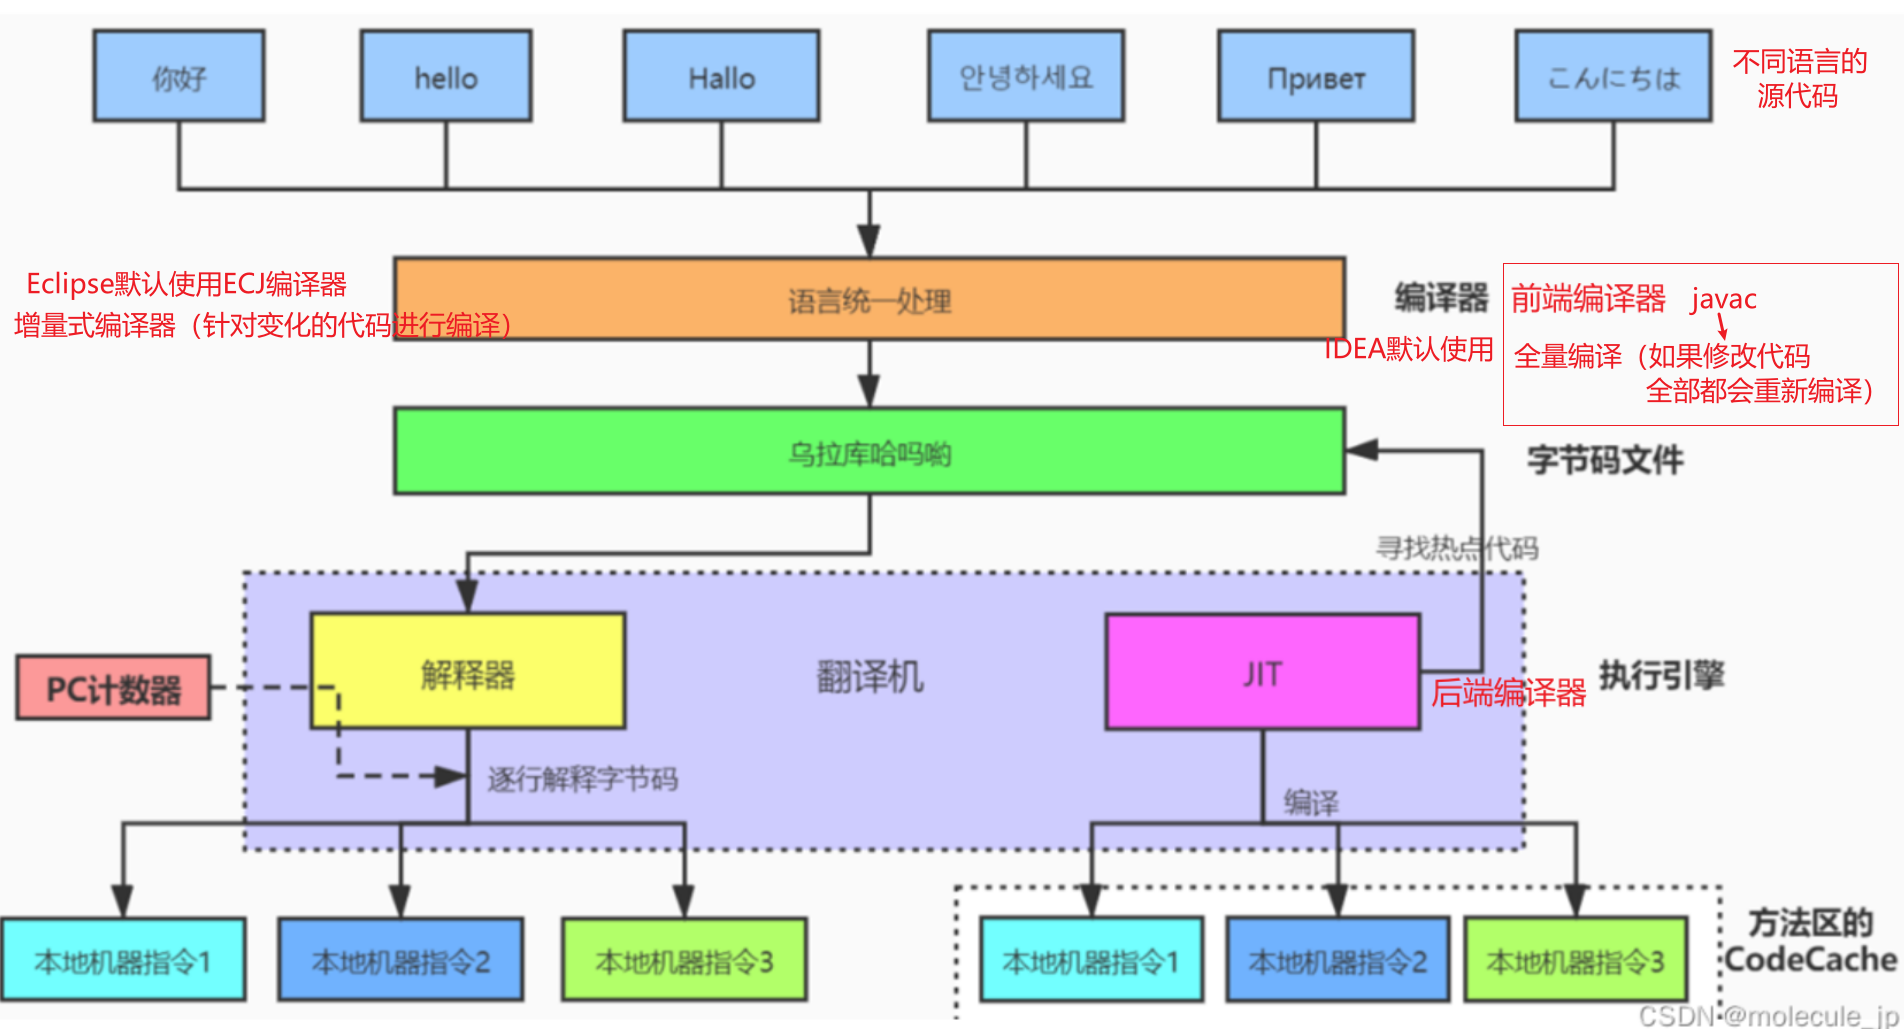 你好
hello
Hallo
안녕하세요
Привет
こんにちは
不同语言的
源代码
Eclipse默认使用ECJ编译器
增量式编译器（针对变化的代码进行编译）
语言统一处理
编译器
IDEA默认使用
前端编译器 javac
全量编译（如果修改代码
全部都会重新编译）
乌拉库哈吗哟
字节码文件
寻找热点代码
PC计数器
解释器
翻译机
JIT
后端编译器
执行引擎
逐行解释字节码
编译
本地机器指令1
本地机器指令2
本地机器指令3
本地机器指令1
本地机器指令2
本地机器指令3
方法区的
CodeCache
CSDN @molecule_jp